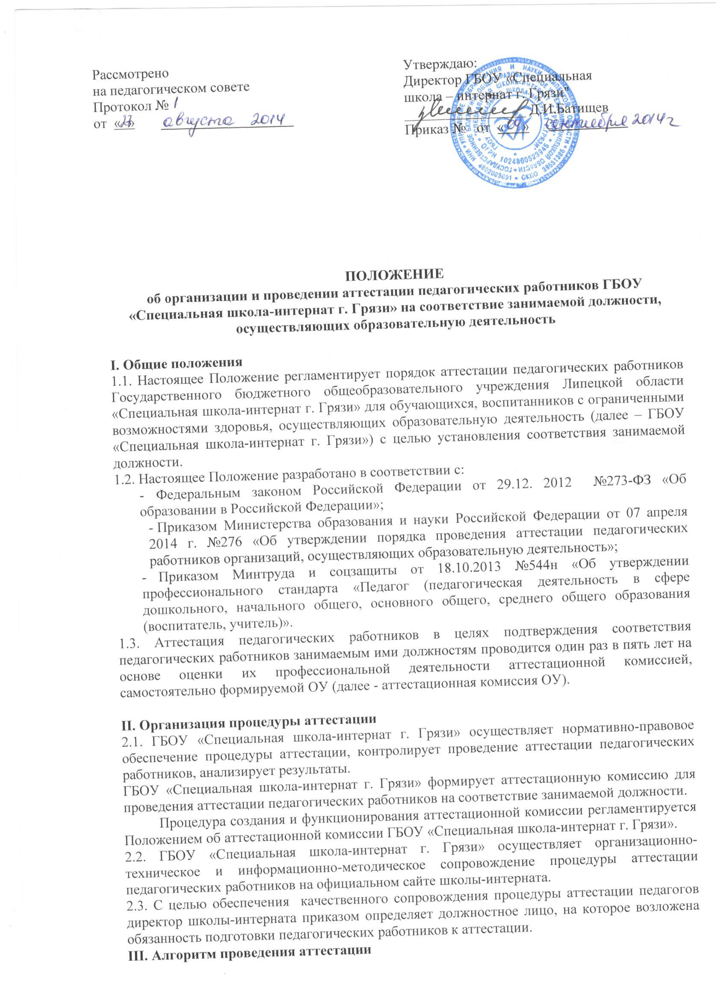 Рассмотрено
на педагогическом совете
Протокол № 1
от «27» августа 2014
Утверждаю:
Директор ГБОУ «Специальная
школа – интернат г. Грязи"
Д.И.Батищев
Приказ № от « » сентября 2014 г
ОГРН 1024800523945
ОКПО 39531386
ПОЛОЖЕНИЕ
об организации и проведении аттестации педагогических работников ГБОУ
«Специальная школа-интернат г. Грязи» на соответствие занимаемой должности,
осуществляющих образовательную деятельность
I. Общие положения
1.1. Настоящее Положение регламентирует порядок аттестации педагогических работников
Государственного бюджетного общеобразовательного учреждения Липецкой области
«Специальная школа-интернат г. Грязи» для обучающихся, воспитанников с ограниченными
возможностями здоровья, осуществляющих образовательную деятельность (далее – ГБОУ
«Специальная школа-интернат г. Грязи») с целью установления соответствия занимаемой
должности.
1.2. Настоящее Положение разработано в соответствии с:
- Федеральным законом Российской Федерации от 29.12. 2012 №273-ФЗ «Об
образовании в Российской Федерации»;
- Приказом Министерства образования и науки Российской Федерации от 07 апреля
2014 г. №276 «Об утверждении порядка проведения аттестации педагогических
работников организаций, осуществляющих образовательную деятельность»;
- Приказом Минтруда и соцзащиты от 18.10.2013 №544н «Об утверждении
профессионального стандарта «Педагог (педагогическая деятельность в сфере
дошкольного, начального общего, основного общего, среднего общего образования
(воспитатель, учитель)».
1.3. Аттестация педагогических работников в целях подтверждения соответствия
педагогических работников занимаемым ими должностям проводится один раз в пять лет на
основе оценки их профессиональной деятельности аттестационной комиссией,
самостоятельно формируемой ОУ (далее - аттестационная комиссия ОУ).
II. Организация процедуры аттестации
2.1. ГБОУ «Специальная школа-интернат г. Грязи» осуществляет нормативно-правовое
обеспечение процедуры аттестации, контролирует проведение аттестации педагогических
работников, анализирует результаты.
ГБОУ «Специальная школа-интернат г. Грязи» формирует аттестационную комиссию для
проведения аттестации педагогических работников на соответствие занимаемой должности.
Процедура создания и функционирования аттестационной комиссии регламентируется
Положением об аттестационной комиссии ГБОУ «Специальная школа-интернат г. Грязи».
2.2. ГБОУ «Специальная школа-интернат г. Грязи» осуществляет организационно-
техническое и информационно-методическое сопровождение процедуры аттестации
педагогических работников на официальном сайте школы-интерната.
2.3. С целью обеспечения качественного сопровождения процедуры аттестации педагогов
директор школы-интерната приказом определяет должностное лицо, на которое возложена
обязанность подготовки педагогических работников к аттестации.
III. Алгоритм проведения аттестации